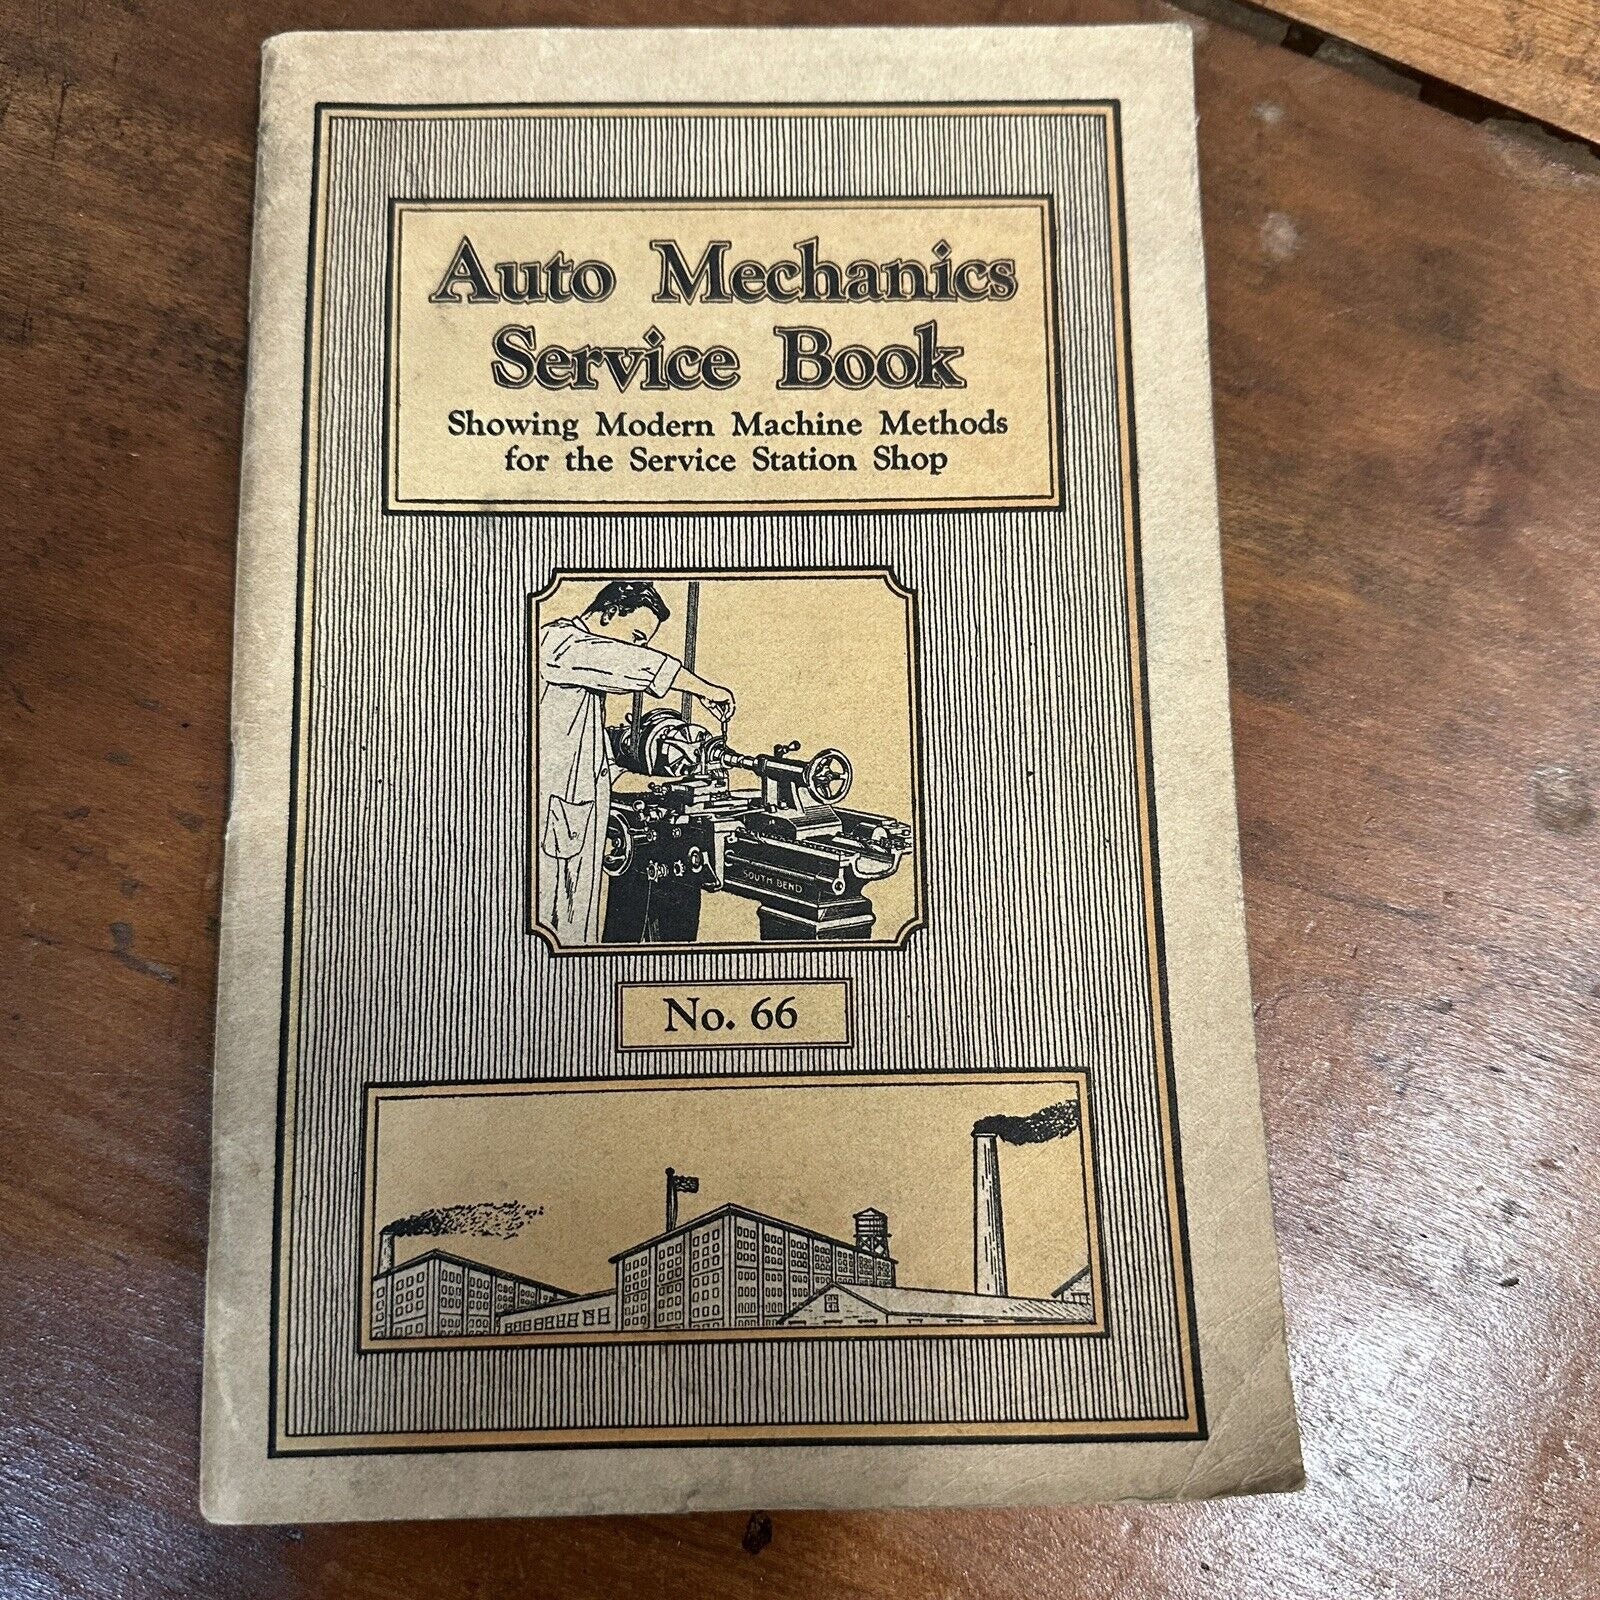 Auto Mechanics
Service Book
Showing Modern Machine Methods
for the Service Station Shop
SOUTH BEND
No. 66